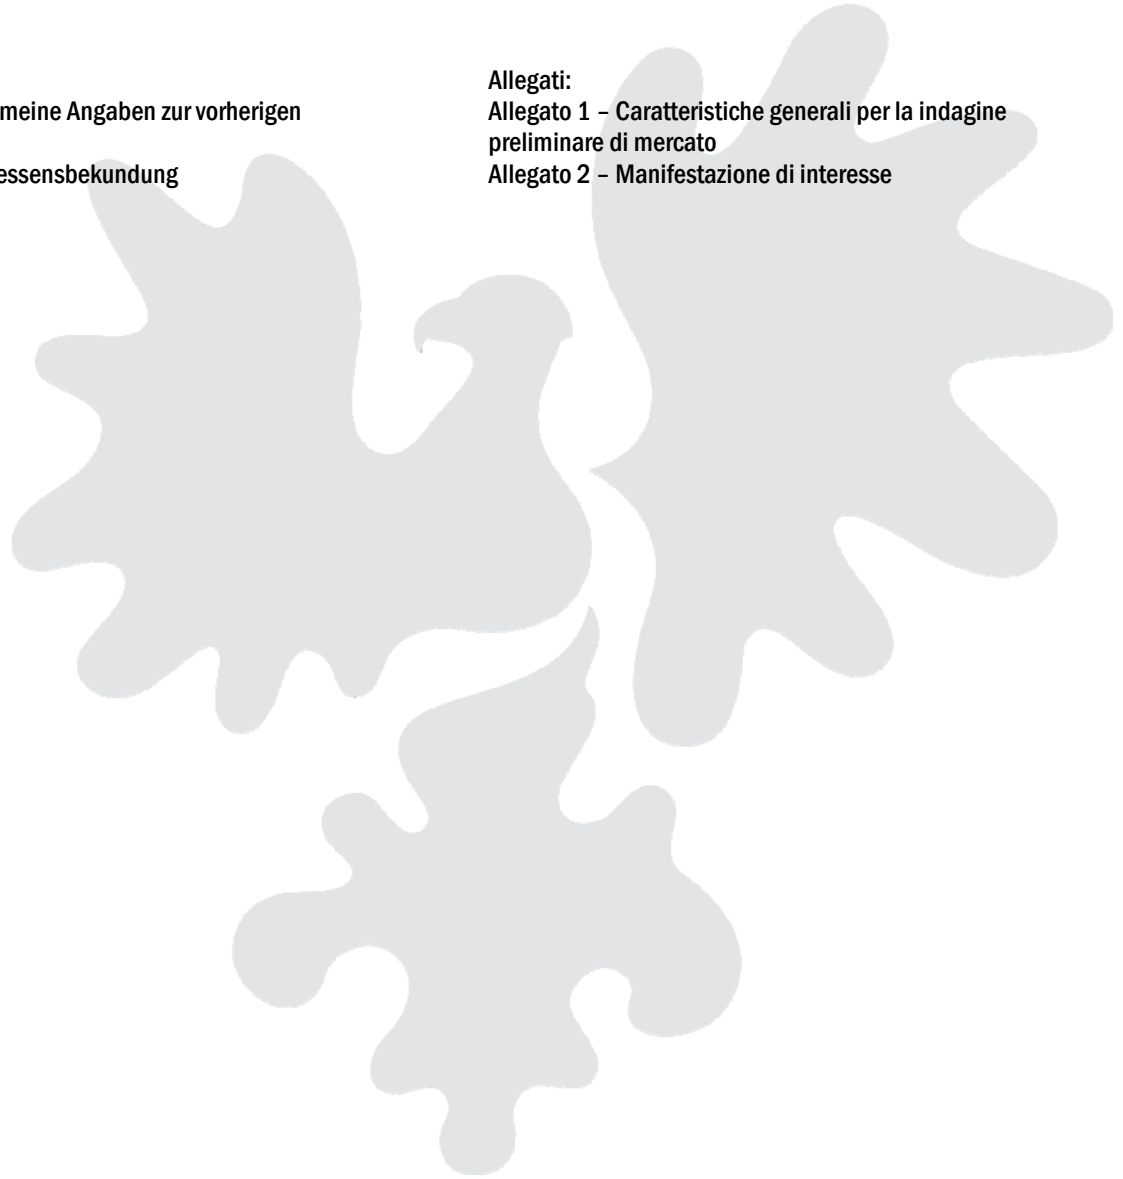 meine Angaben zur vorherigen
essensbekundung
Allegati:
Allegato 1 – Caratteristiche generali per la indagine
preliminare di mercato
Allegato 2 – Manifestazione di interesse